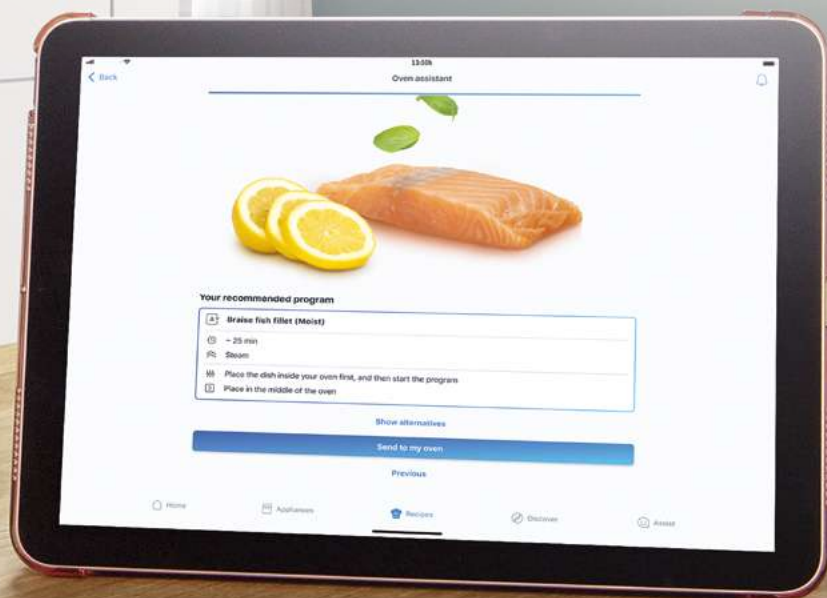 13:00h
Back
Oven assistant
Your recommended program
Braise fish fillet (Moist)
~ 25 min
Steam
Place the dish inside your oven first, and then start the program
Place in the middle of the oven
Show alternatives
Send to my oven
Previous
Home
Appliances
Recipes
Discover
Assist